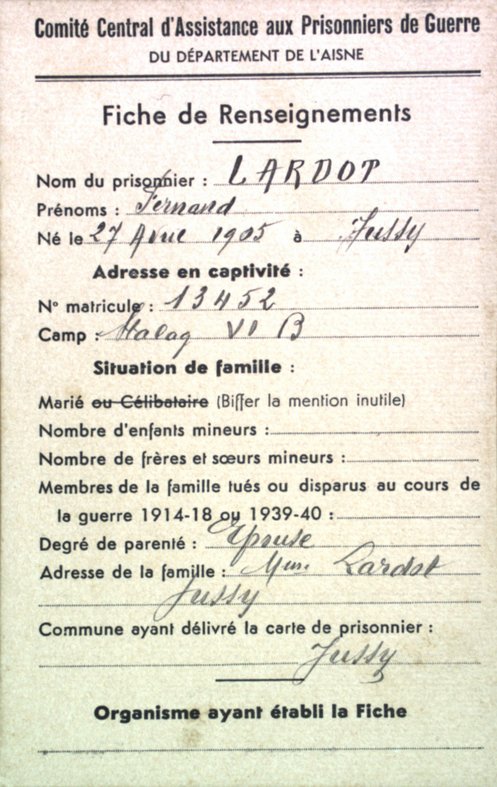 Comité Central d'Assistance aux Prisonniers de Guerre
DU DÉPARTEMENT DE L'AISNE
Fiche de Renseignements
Nom du prisonnier : LARDOT
Prénoms : Fernand
Né le 27 Avril 1905 à Jussy
Adresse en captivité :
N° matricule : 13452
Camp : Stalag VI B
Situation de famille :
Marié ou Célibataire (Biffer la mention inutile)
Nombre d'enfants mineurs :
Nombre de frères et sœurs mineurs :
Membres de la famille tués ou disparus au cours de
la guerre 1914-18 ou 1939-40 :
Degré de parenté : Epouse
Adresse de la famille : Mme Lardot
Jussy
Commune ayant délivré la carte de prisonnier :
Jussy
Organisme ayant établi la Fiche